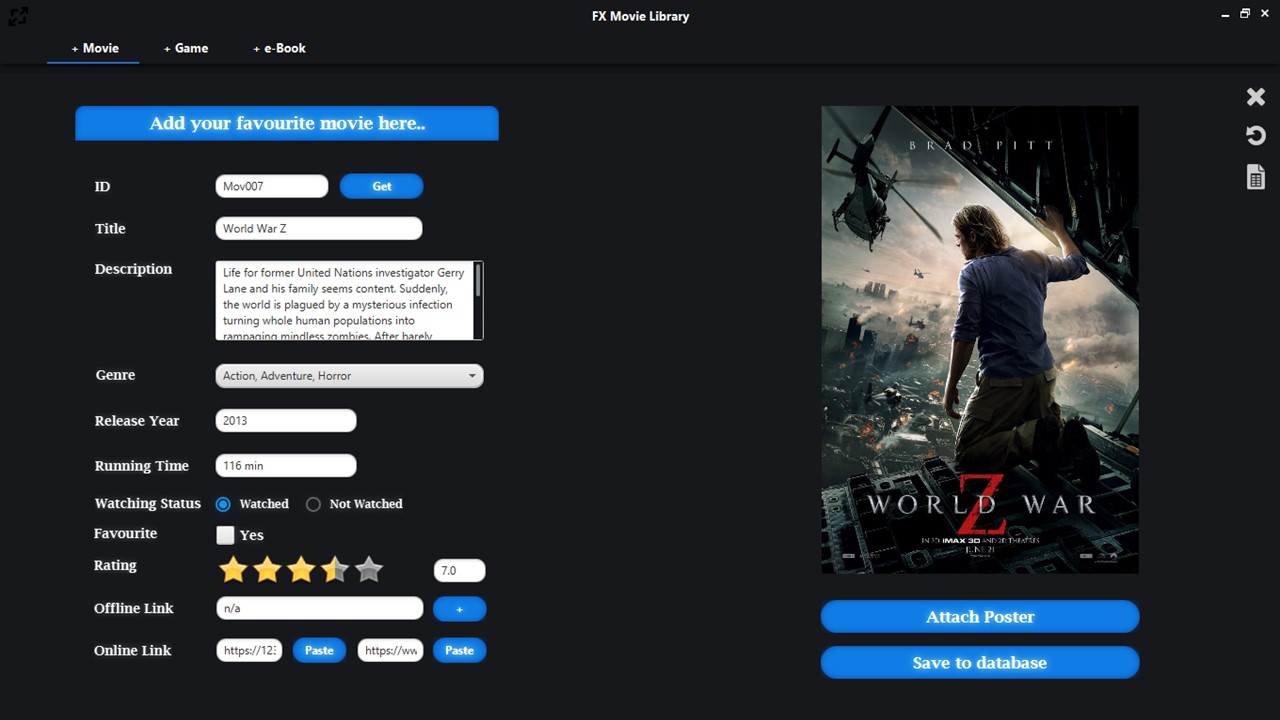 FX Movie Library
+ Movie
+ Game
+ e-Book
Add your favourite movie here..
ID
Mov007
Get
Title
World War Z
Description
Life for former United Nations investigator Gerry
Lane and his family seems content. Suddenly,
the world is plagued by a mysterious infection
turning whole human populations into
rampaging mindless zombies. After barely
Genre
Action, Adventure, Horror
Release Year
2013
Running Time
116 min
Watching Status
Watched
Not Watched
Favourite
Yes
Rating
7.0
Offline Link
n/a
+
Online Link
https://123
Paste
https://ww
Paste
BRAD PITT
WORLD WAR Z
IN 3D IMAX 3D AND 2D THEATRES
JUNE 21
Attach Poster
Save to database